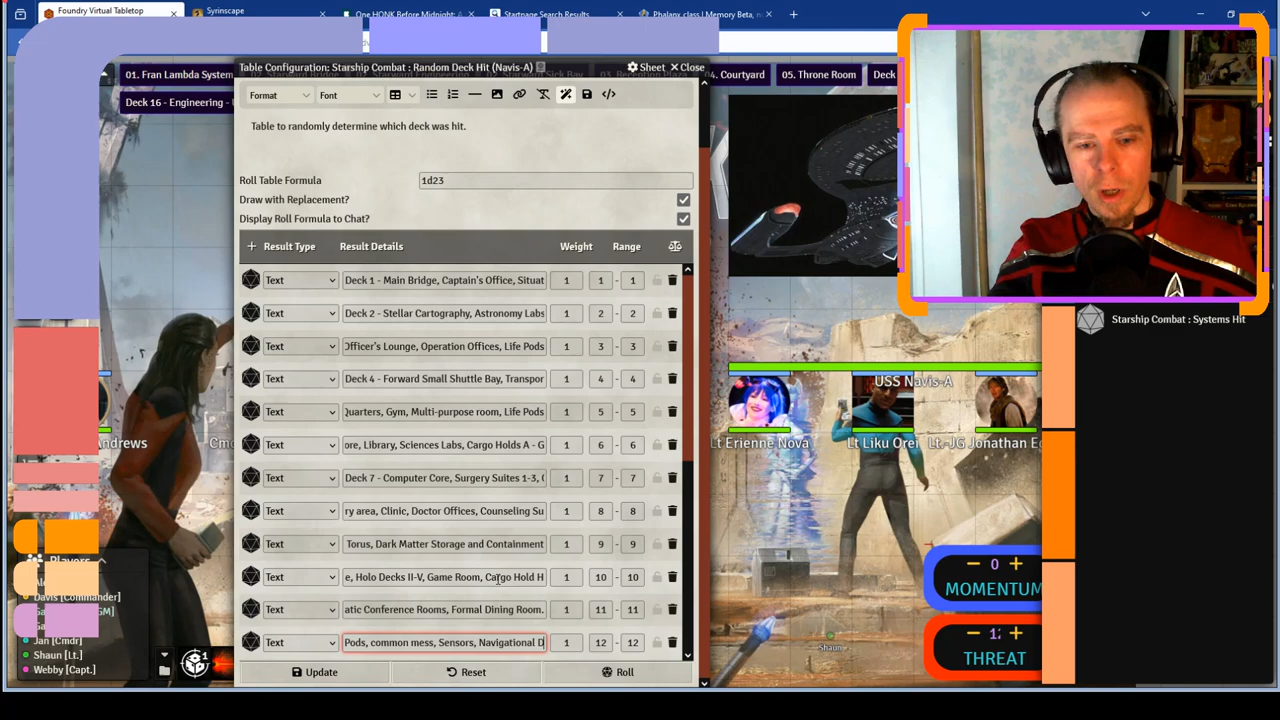 Foundry Virtual Tabletop
Syrinscape
One HONK Before Midnight: A
Startpage Search Results
Phalanx class | Memory Beta, n
01. Fran Lambda System
04. Courtyard
05. Throne Room
Deck
Deck 16 - Engineering -
Table Configuration: Starship Combat : Random Deck Hit (Navis-A)
Sheet
Close
Format
Font
Table to randomly determine which deck was hit.
Roll Table Formula
1d23
Draw with Replacement?
Display Roll Formula to Chat?
+ Result Type Result Details Weight Range
Text Deck 1 - Main Bridge, Captain's Office, Situat 1 1 - 1
Text Deck 2 - Stellar Cartography, Astronomy Labs 1 2 - 2
Text Officer's Lounge, Operation Offices, Life Pods 1 3 - 3
Text Deck 4 - Forward Small Shuttle Bay, Transpor 1 4 - 4
Text Quarters, Gym, Multi-purpose room, Life Pods 1 5 - 5
Text ore, Library, Sciences Labs, Cargo Holds A - G 1 6 - 6
Text Deck 7 - Computer Core, Surgery Suites 1-3, 1 7 - 7
Text ry area, Clinic, Doctor Offices, Counseling Su 1 8 - 8
Text Torus, Dark Matter Storage and Containment 1 9 - 9
Text e, Holo Decks II-V, Game Room, Cargo Hold H 1 10 - 10
Text atic Conference Rooms, Formal Dining Room. 1 11 - 11
Text Pods, common mess, Sensors, Navigational D 1 12 - 12
Update
Reset
Roll
Starship Combat : Systems Hit
USS Navis-A
Andrews
Cmd
Lt Erienne Nova
Lt Liku Orei
Lt.-JG Jonathan Eg
Players
Davis [Commander]
GM]
Jan [Cmdr]
Shaun [Lt.]
Webby [Capt.]
Shaun
- 0 +
MOMENTUM
- 1 +
THREAT